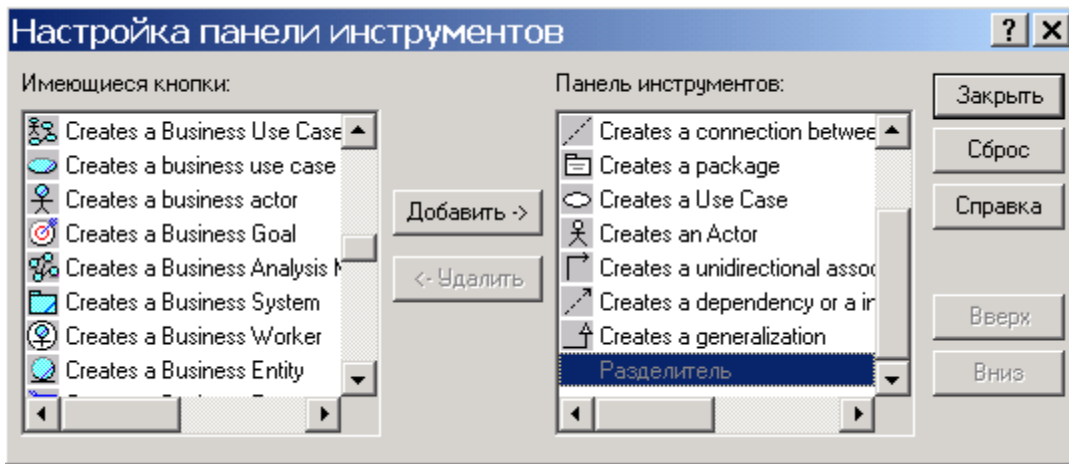 Настройка панели инструментов
Имеющиеся кнопки:
Creates a Business Use Case
Creates a business use case
Creates a business actor
Creates a Business Goal
Creates a Business Analysis
Creates a Business System
Creates a Business Worker
Creates a Business Entity
Добавить ->
<- Удалить
Панель инструментов:
Creates a connection betwee
Creates a package
Creates a Use Case
Creates an Actor
Creates a unidirectional assoc
Creates a dependency or a in
Creates a generalization
Разделитель
Закрыть
Сброс
Справка
Вверх
Вниз